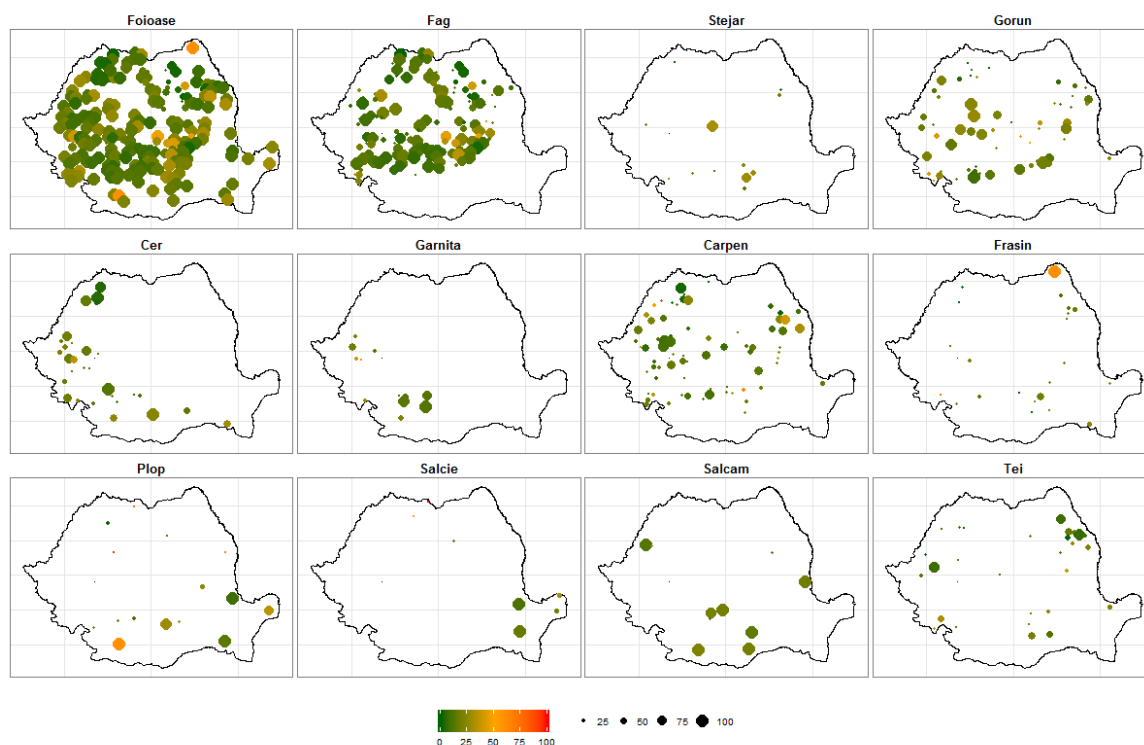 Foioase Fag Stejar Gorun
Cer Garnita Carpen Frasin
Plop Salcie Salcam Tei
0 25 50 75 100 25 50 75 100